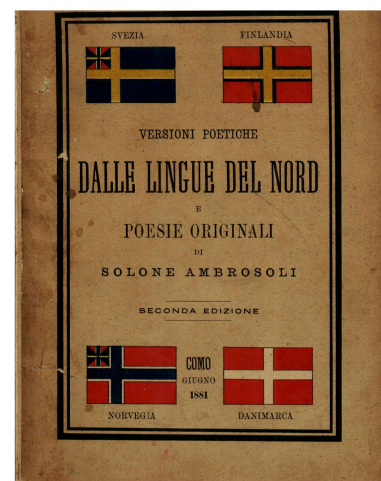 SVEZIA
FINLANDIA
VERSIONI POETICHE
DALLE LINGUE DEL NORD
E
POESIE ORIGINALI
DI
SOLONE AMBROSOLI
SECONDA EDIZIONE
COMO
GIUGNO
1881
NORVEGIA
DANIMARCA